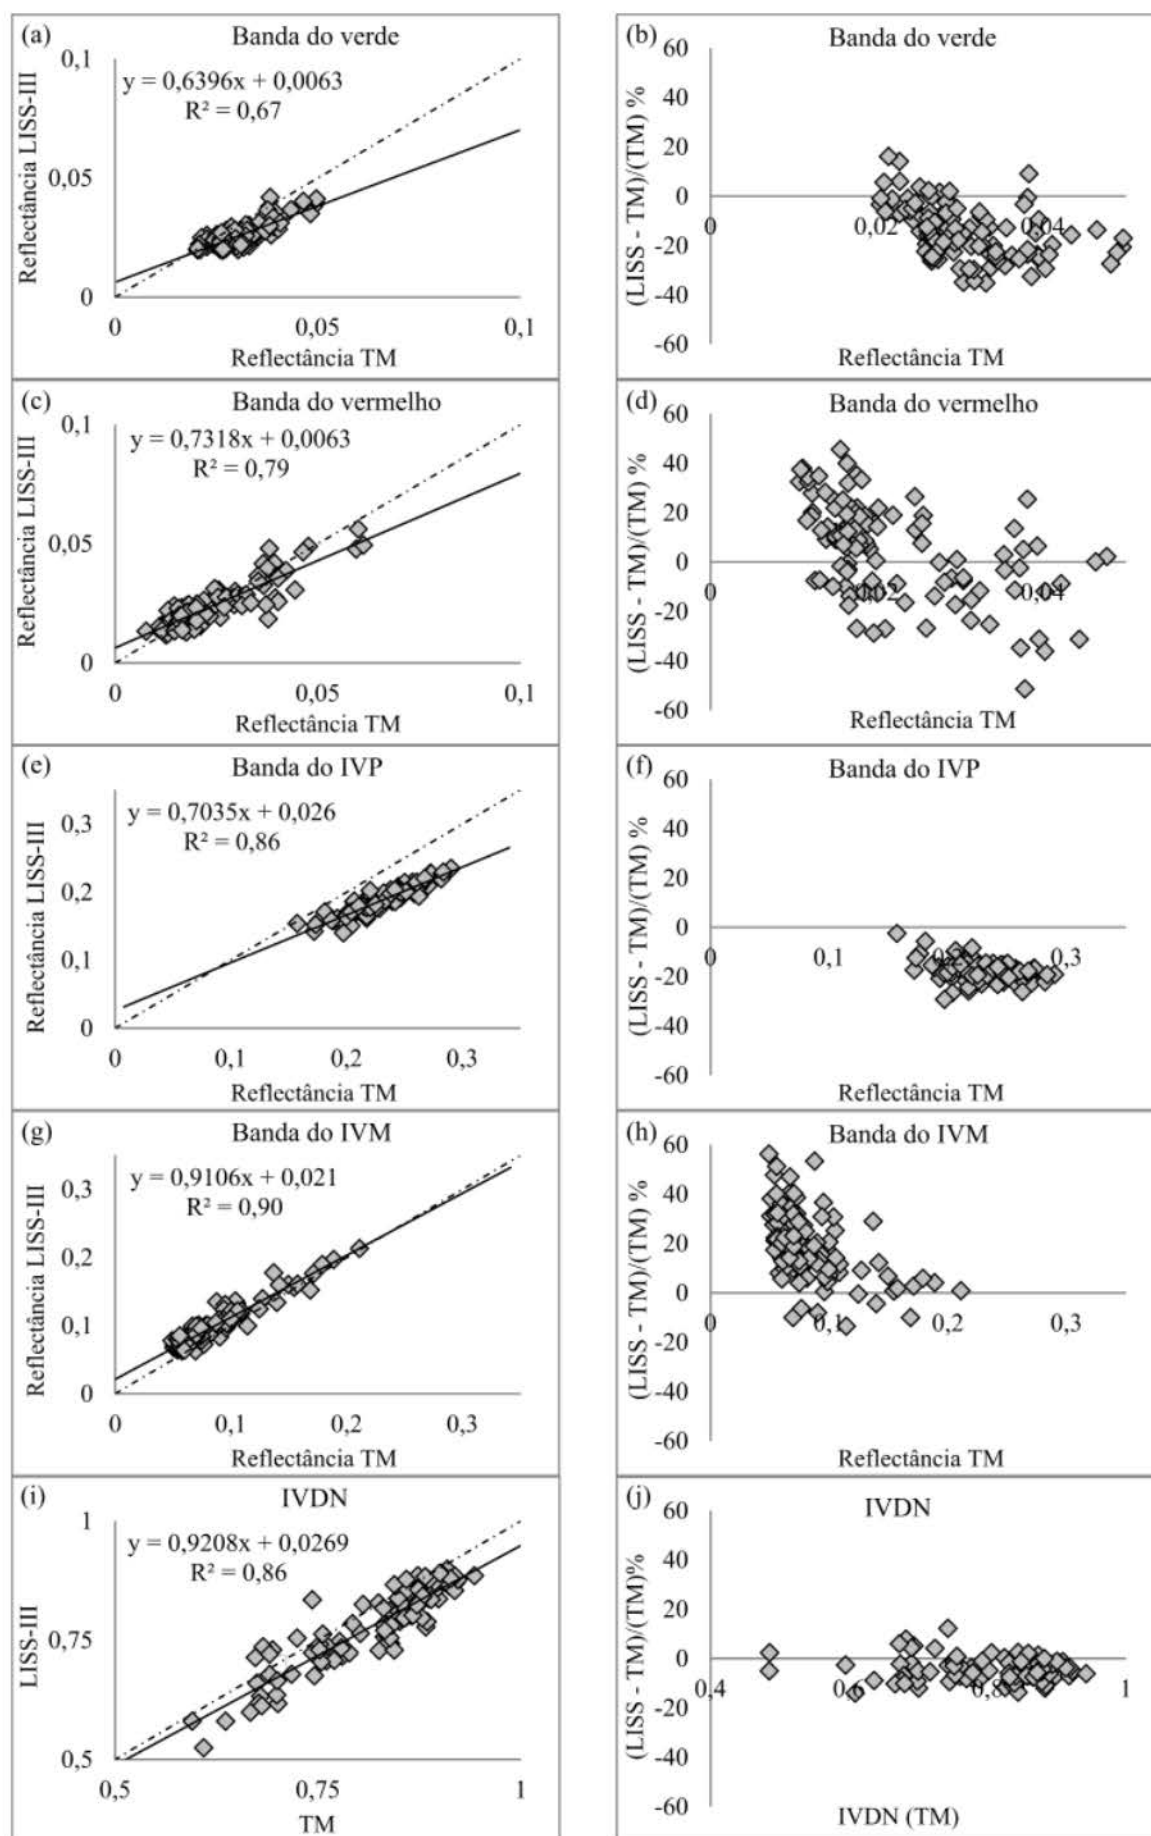 (a) Banda do verde
0,1
y = 0,6396x + 0,0063
R² = 0,67
Reflectância LISS-III
0,05
0
0 0,05 0,1
Reflectância TM
(b) Banda do verde
60
40
20
0
-20
-40
-60
(LISS - TM)/(TM) %
0 0,02 0,04
Reflectância TM
(c) Banda do vermelho
0,1
y = 0,7318x + 0,0063
R² = 0,79
Reflectância LISS-III
0,05
0
0 0,05 0,1
Reflectância TM
(d) Banda do vermelho
60
40
20
0
-20
-40
-60
(LISS - TM)/(TM) %
0 0,02 0,04
Reflectância TM
(e) Banda do IVP
0,3
y = 0,7035x + 0,026
R² = 0,86
Reflectância LISS-III
0,2
0,1
0
0 0,1 0,2 0,3
Reflectância TM
(f) Banda do IVP
60
40
20
0
-20
-40
-60
(LISS - TM)/(TM) %
0 0,1 0,2 0,3
Reflectância TM
(g) Banda do IVM
0,3
y = 0,9106x + 0,021
R² = 0,90
Reflectância LISS-III
0,2
0,1
0
0 0,1 0,2 0,3
Reflectância TM
(h) Banda do IVM
60
40
20
0
-20
-40
-60
(LISS - TM)/(TM) %
0 0,1 0,2 0,3
Reflectância TM
(i) IVDN
1
y = 0,9208x + 0,0269
R² = 0,86
LISS-III
0,75
0,5
0,5 0,75 1
TM
(j) IVDN
60
40
20
0
-20
-40
-60
(LISS - TM)/(TM)%
0,4 0,6 0,8 1
IVDN (TM)